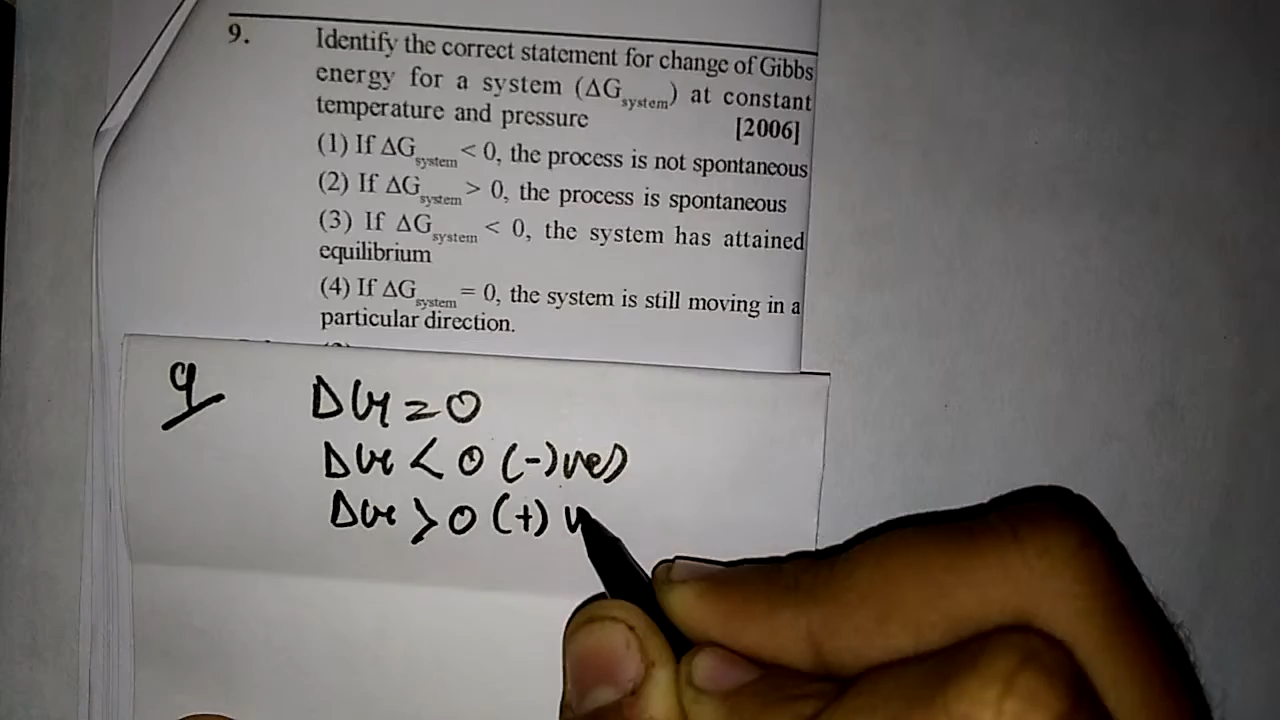 9. Identify the correct statement for change of Gibbs
energy for a system (ΔGsystem) at constant
temperature and pressure [2006]
(1) If ΔGsystem < 0, the process is not spontaneous
(2) If ΔGsystem > 0, the process is spontaneous
(3) If ΔGsystem < 0, the system has attained
equilibrium
(4) If ΔGsystem = 0, the system is still moving in a
particular direction.
9 ΔG = 0
ΔG < 0 (-)ve)
ΔG > 0 (+) v